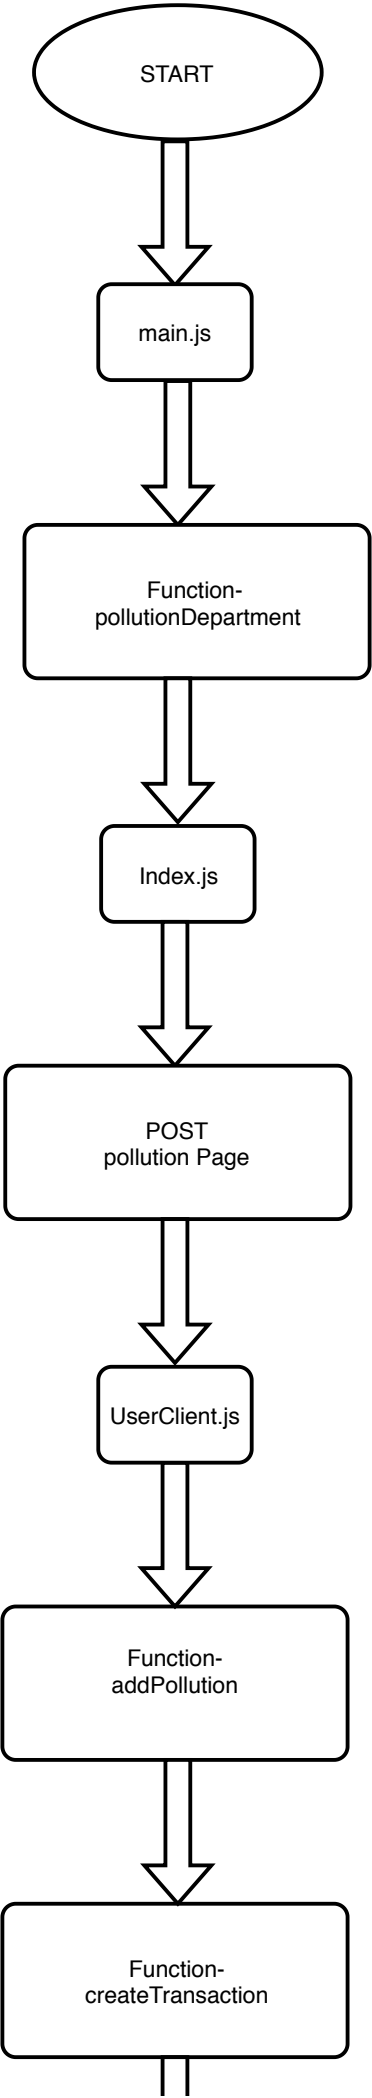 START
main.js
Function-
pollutionDepartment
Index.js
POST
pollution Page
UserClient.js
Function-
addPollution
Function-
createTransaction